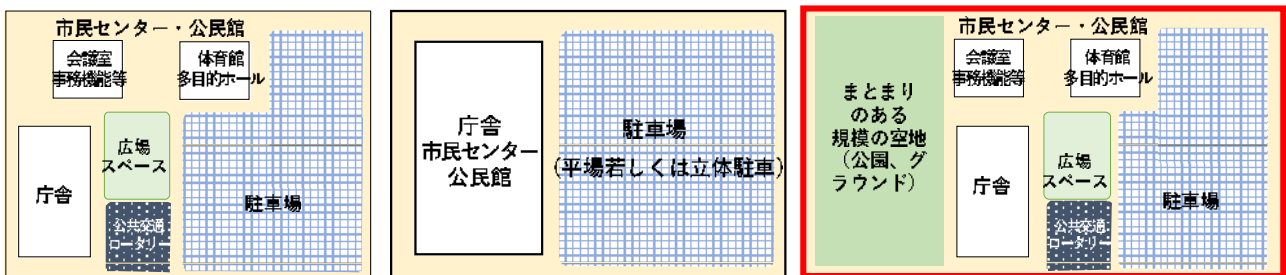 市民センター・公民館
会議室
事務機能等
体育館
多目的ホール
広場
スペース
庁舎
駐車場
公共交通
ロータリー
庁舎
市民センター
公民館
駐車場
(平場若しくは立体駐車)
まとまり
のある
規模の空地
(公園、グ
ラウンド)
市民センター・公民館
会議室
事務機能等
体育館
多目的ホール
広場
スペース
庁舎
駐車場
公共交通
ロータリー